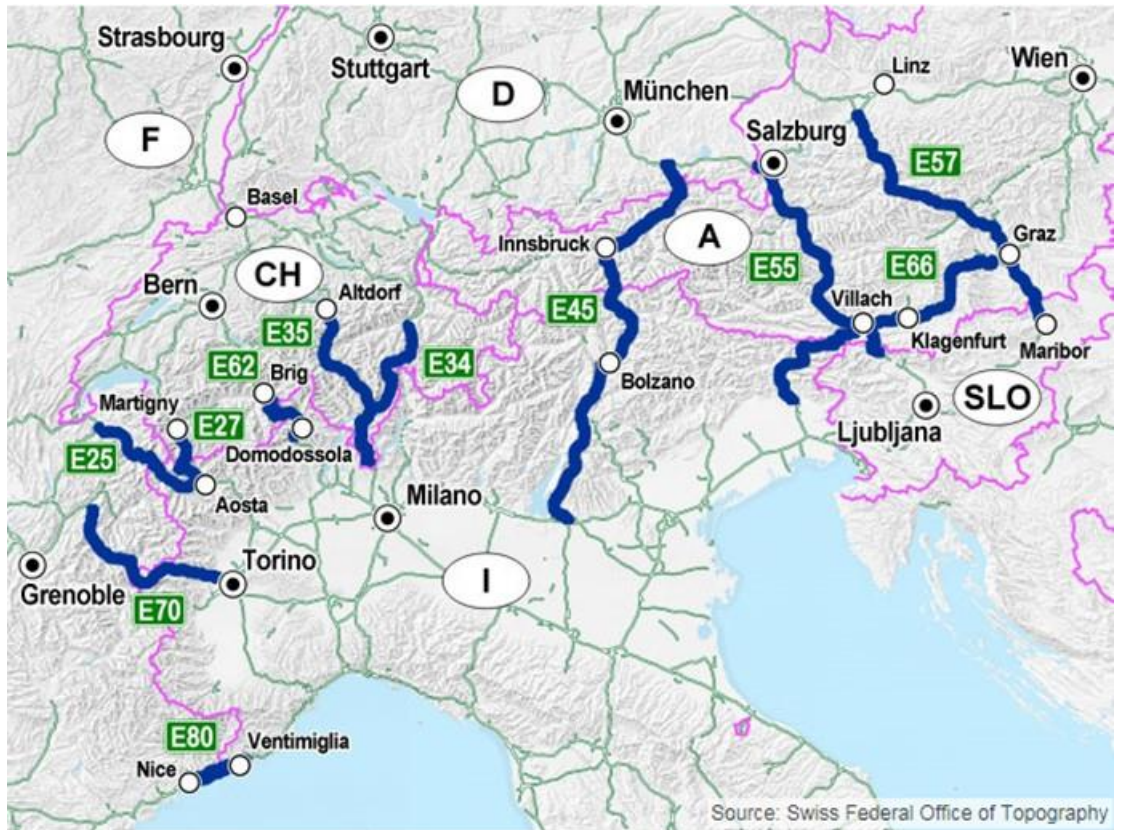 Strasbourg
Stuttgart
D
Linz
Wien
München
F
Salzburg
E57
Basel
Innsbruck
A
Graz
CH
E55
E66
Bern
Altdorf
E45
Villach
E35
E34
Klagenfurt
Maribor
E62
Brig
Bolzano
SLO
Martigny
E27
Ljubljana
E25
Domodossola
Aosta
Milano
Torino
I
Grenoble
E70
E80
Ventimiglia
Nice
Source: Swiss Federal Office of Topography